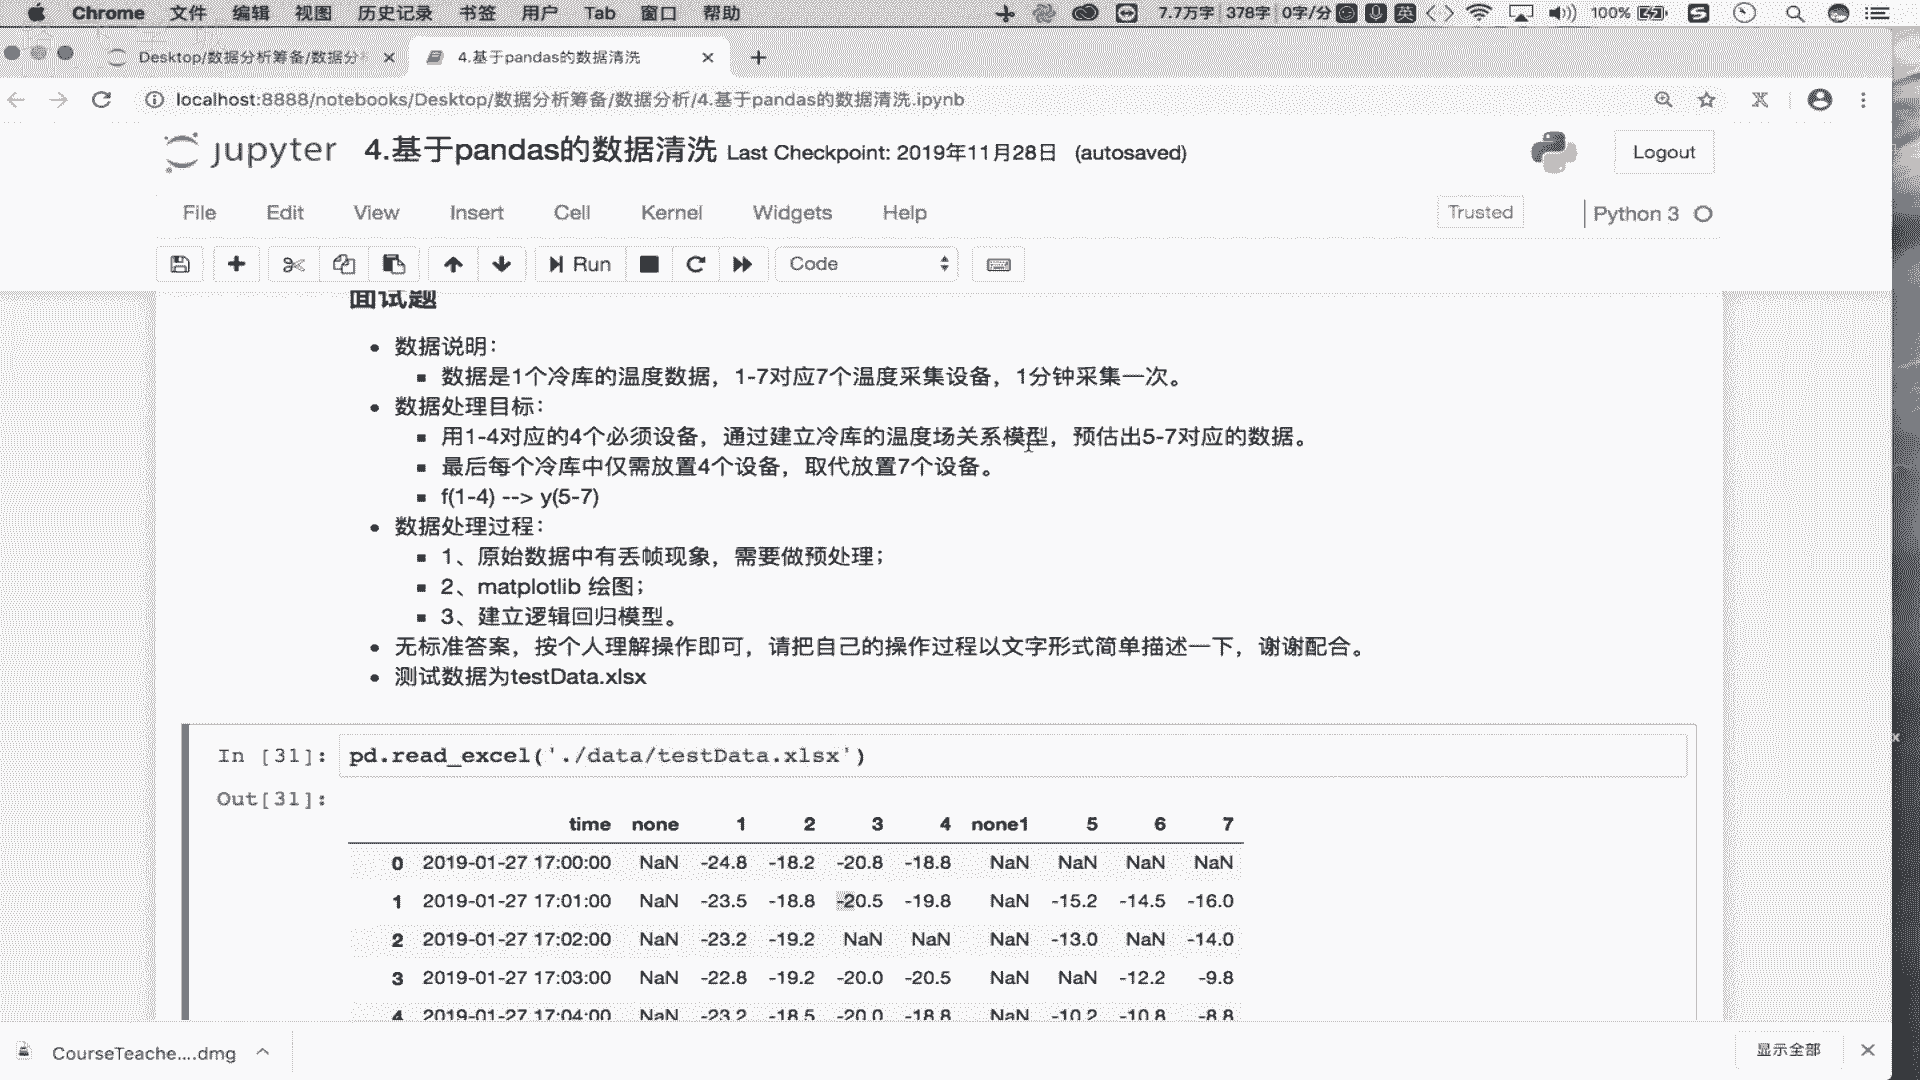 Chrome 文件 编辑 视图 历史记录 书签 用户 Tab 窗口 帮助 7.7万字 378字 0字/分 英 100%
Desktop/数据分析筹备/数据分 4.基于pandas的数据清洗
localhost:8888/notebooks/Desktop/数据分析筹备/数据分析/4.基于pandas的数据清洗.ipynb
jupyter 4.基于pandas的数据清洗 Last Checkpoint: 2019年11月28日 (autosaved) Logout
File Edit View Insert Cell Kernel Widgets Help Trusted Python 3
Run Code
面试题
数据说明：
数据是1个冷库的温度数据，1-7对应7个温度采集设备，1分钟采集一次。
数据处理目标：
用1-4对应的4个必须设备，通过建立冷库的温度场关系模型，预估出5-7对应的数据。
最后每个冷库中仅需放置4个设备，取代放置7个设备。
f(1-4) --> y(5-7)
数据处理过程：
1、原始数据中有丢帧现象，需要做预处理；
2、matplotlib 绘图；
3、建立逻辑回归模型。
无标准答案，按个人理解操作即可，请把自己的操作过程以文字形式简单描述一下，谢谢配合。
测试数据为testData.xlsx
In [31]: pd.read_excel('./data/testData.xlsx')
Out[31]:
time none 1 2 3 4 none1 5 6 7
0 2019-01-27 17:00:00 NaN -24.8 -18.2 -20.8 -18.8 NaN NaN NaN NaN
1 2019-01-27 17:01:00 NaN -23.5 -18.8 -20.5 -19.8 NaN -15.2 -14.5 -16.0
2 2019-01-27 17:02:00 NaN -23.2 -19.2 NaN NaN NaN -13.0 NaN -14.0
3 2019-01-27 17:03:00 NaN -22.8 -19.2 -20.0 -20.5 NaN NaN -12.2 -9.8
4 2019-01-27 17:04:00 NaN -23.2 -18.5 -20.0 -18.8 NaN -10.2 -10.8 -8.8
CourseTeache....dmg 显示全部